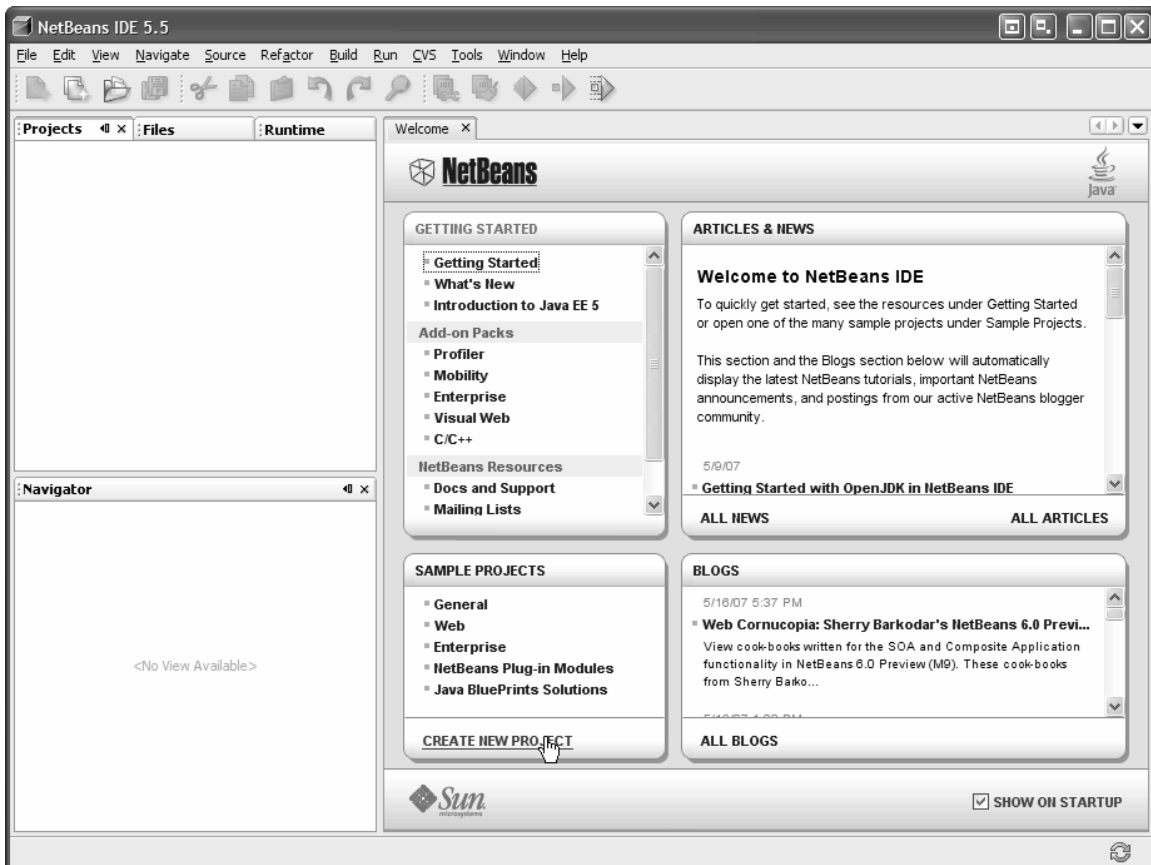 NetBeans IDE 5.5
File Edit View Navigate Source Refactor Build Run CVS Tools Window Help
Projects Files Runtime
Welcome
NetBeans
Java
GETTING STARTED
Getting Started
What's New
Introduction to Java EE 5
Add-on Packs
Profiler
Mobility
Enterprise
Visual Web
C/C++
NetBeans Resources
Docs and Support
Mailing Lists
ARTICLES & NEWS
Welcome to NetBeans IDE
To quickly get started, see the resources under Getting Started
or open one of the many sample projects under Sample Projects.
This section and the Blogs section below will automatically
display the latest NetBeans tutorials, important NetBeans
announcements, and postings from our active NetBeans blogger
community.
5/9/07
Getting Started with OpenJDK in NetBeans IDE
ALL NEWS ALL ARTICLES
Navigator
<No View Available>
SAMPLE PROJECTS
General
Web
Enterprise
NetBeans Plug-in Modules
Java BluePrints Solutions
CREATE NEW PROJECT
BLOGS
5/16/07 5:37 PM
Web Cornucopia: Sherry Barkodar's NetBeans 6.0 Previ...
View cook-books written for the SOA and Composite Application
functionality in NetBeans 6.0 Preview (M9). These cook-books
from Sherry Barko...
ALL BLOGS
Sun
microsystems
SHOW ON STARTUP